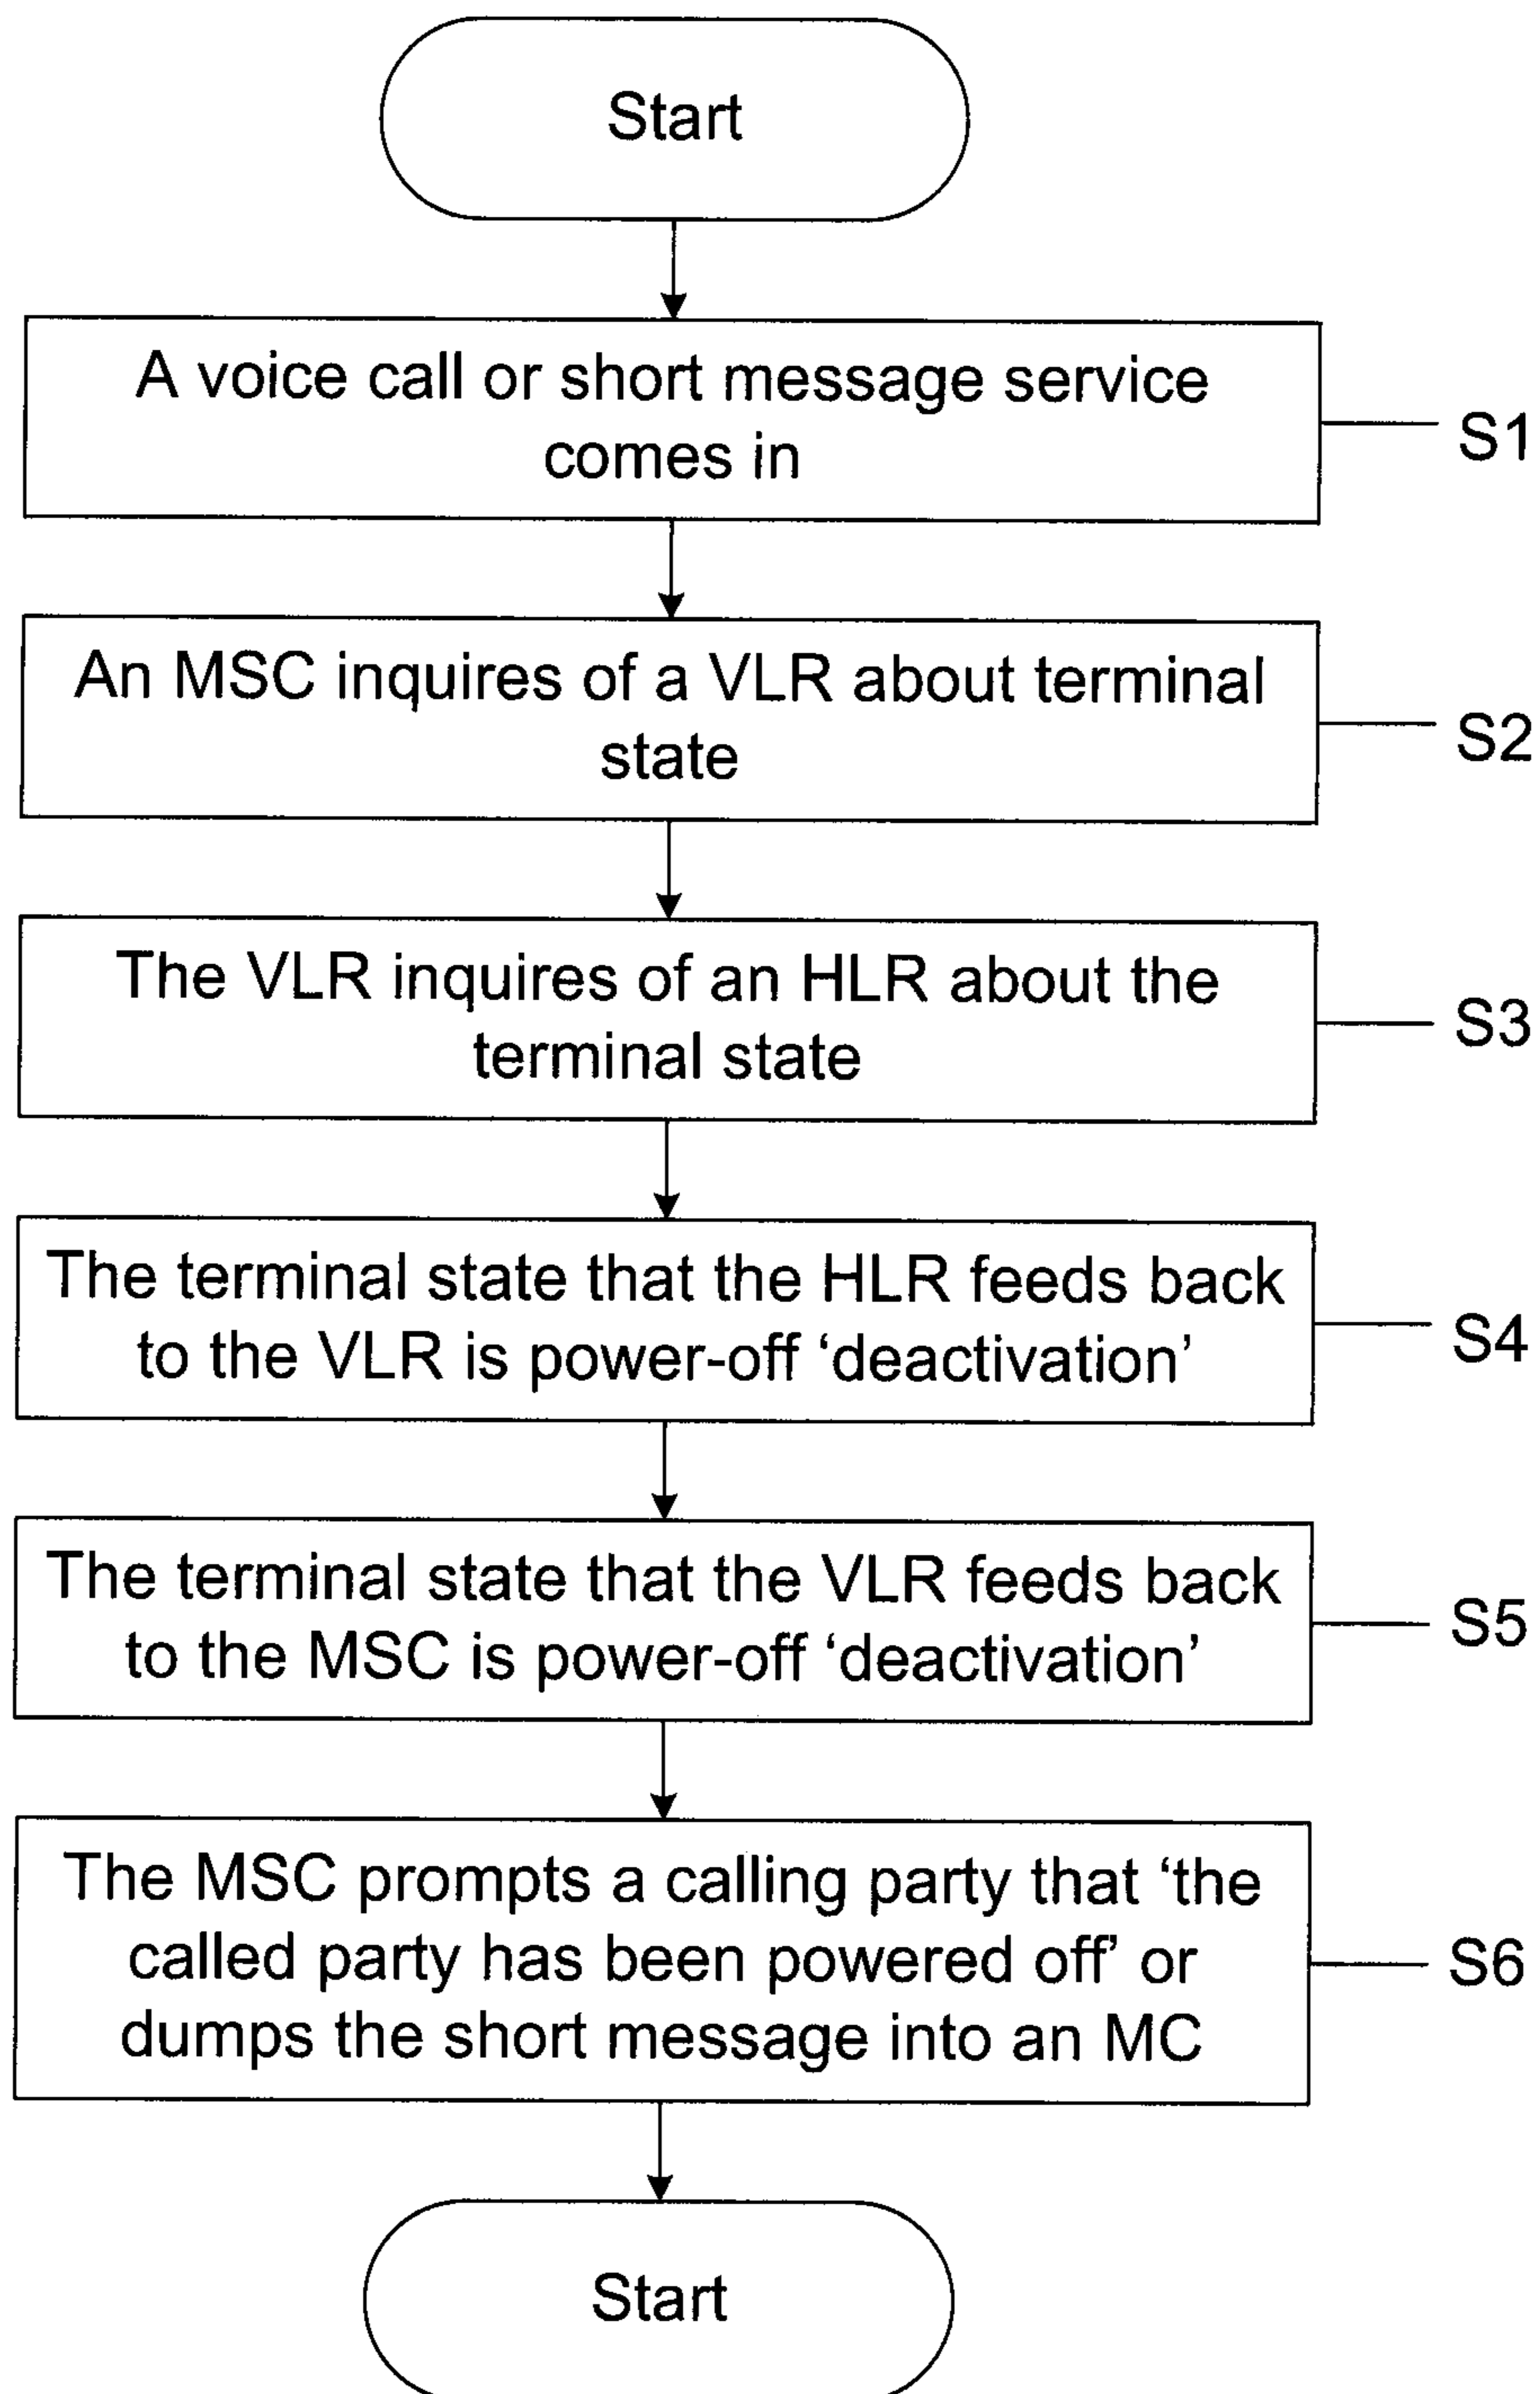 Start
A voice call or short message service
comes in
S1
An MSC inquires of a VLR about terminal
state
S2
The VLR inquires of an HLR about the
terminal state
S3
The terminal state that the HLR feeds back
to the VLR is power-off ‘deactivation’
S4
The terminal state that the VLR feeds back
to the MSC is power-off ‘deactivation’
S5
The MSC prompts a calling party that ‘the
called party has been powered off’ or
dumps the short message into an MC
S6
Start